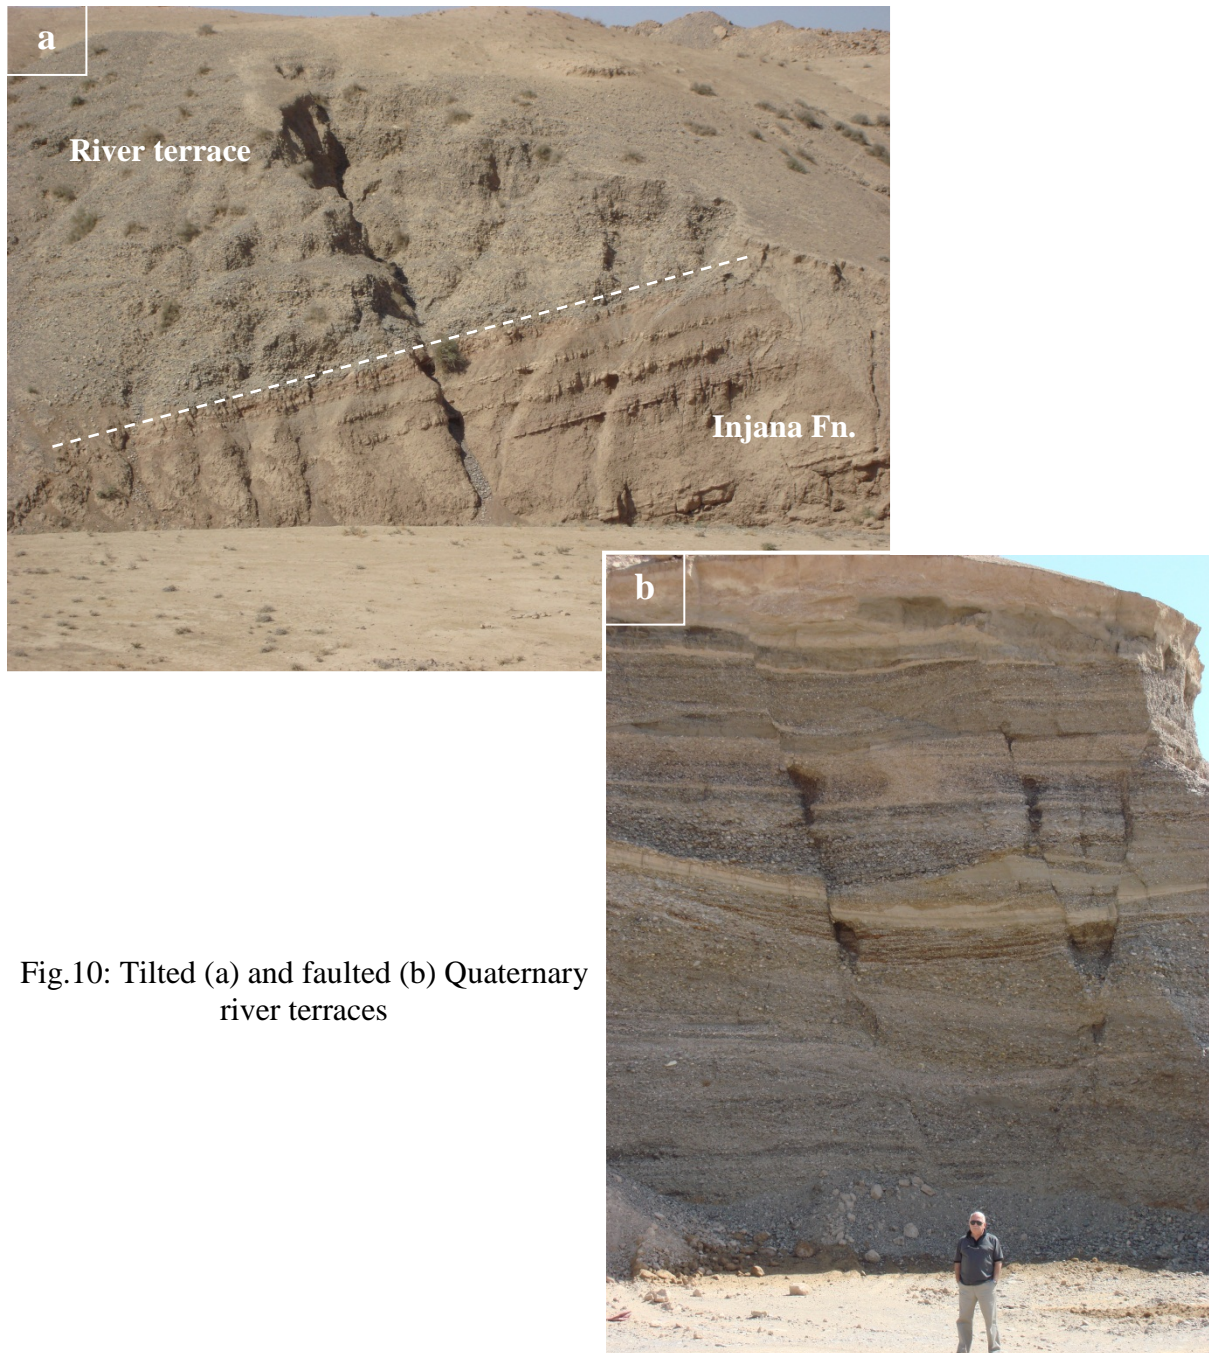 a
River terrace
Injana Fn.
b
Fig.10: Tilted (a) and faulted (b) Quaternary
river terraces